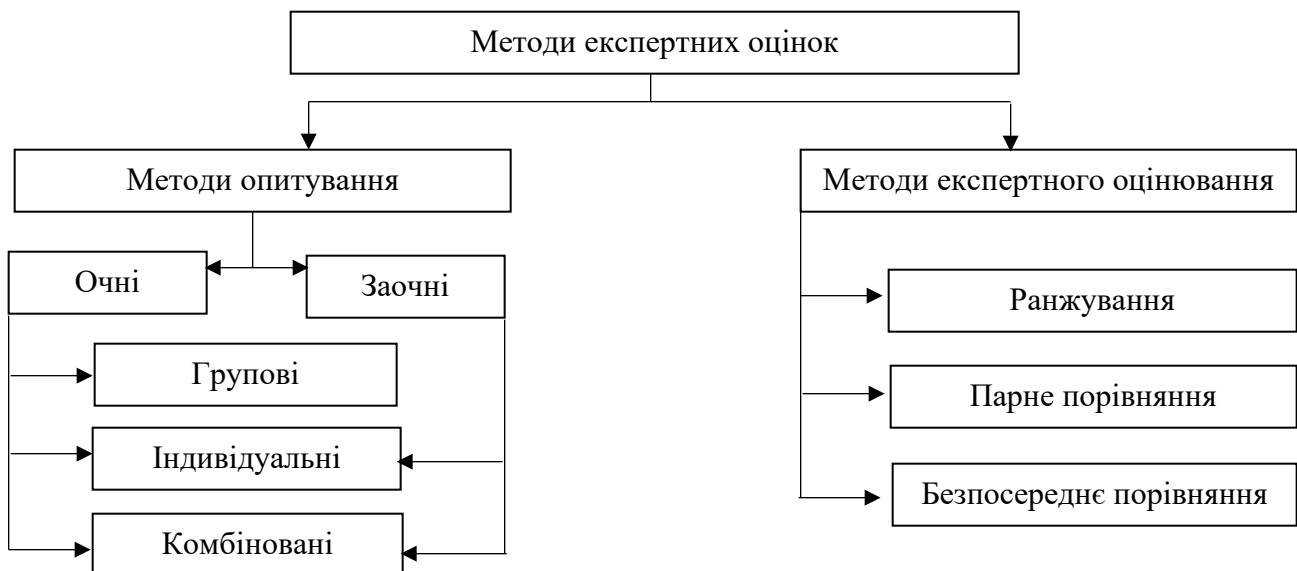 Методи експертних оцінок
Методи опитування
Методи експертного оцінювання
Очні
Заочні
Групові
Індивідуальні
Комбіновані
Ранжування
Парне порівняння
Безпосереднє порівняння